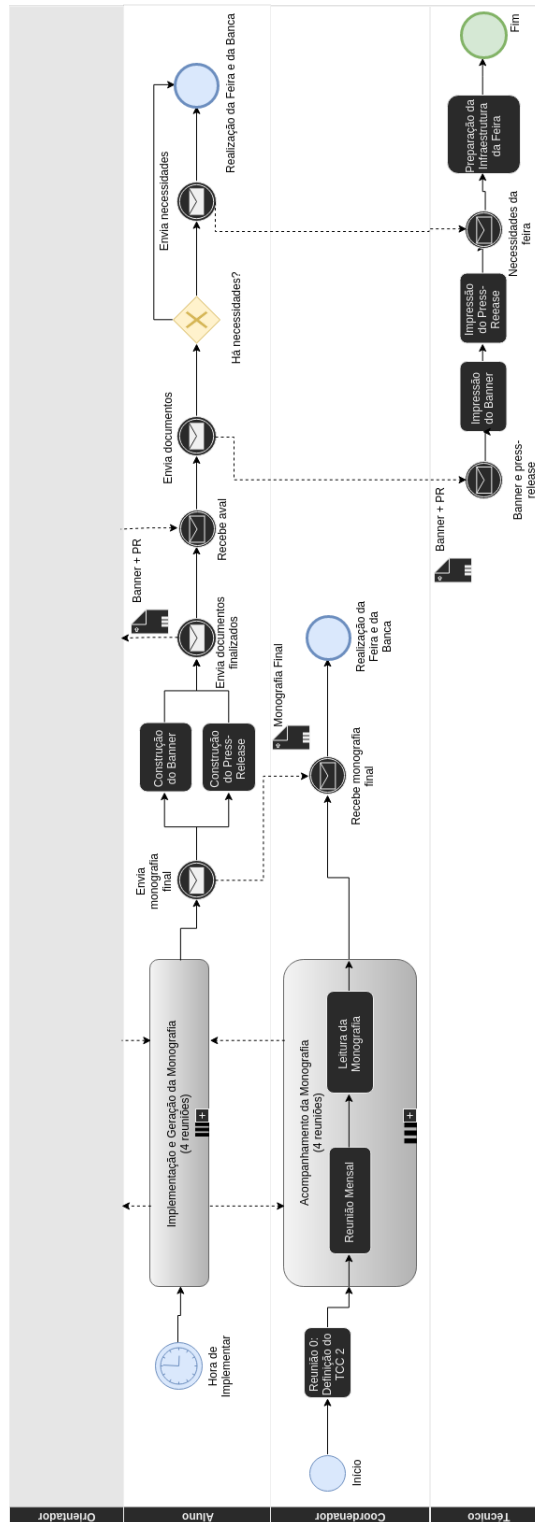 Orientador
Aluno
Hora de
Implementar
Implementação e Geração da Monografia
(4 reuniões)
Envia
monografia
final
Construção
do Banner
Construção
do Press-
Release
Envia documentos
finalizados
Banner + PR
Recebe aval
Envia documentos
Há necessidades?
Envia necessidades
Realização da Feira e da Banca
Coordenador
Início
Reunião 0:
Definição do
TCC 2
Acompanhamento da Monografia
(4 reuniões)
Reunião Mensal
Leitura da
Monografia
Monografia Final
Recebe monografia
final
Realização da
Feira e da
Banca
Técnico
Banner + PR
Banner e press-
release
Impressão
do Banner
Impressão
do Press-
Reease
Necessidades da
feira
Preparação da
Infraestrutura
da Feira
Fim